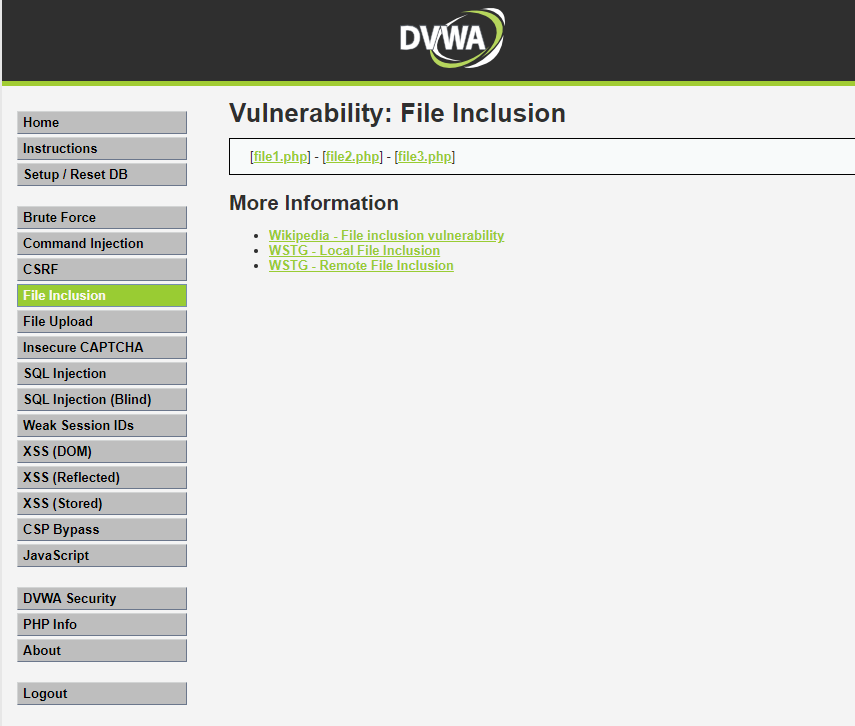 DVWA
Home
Instructions
Setup / Reset DB
Brute Force
Command Injection
CSRF
File Inclusion
File Upload
Insecure CAPTCHA
SQL Injection
SQL Injection (Blind)
Weak Session IDs
XSS (DOM)
XSS (Reflected)
XSS (Stored)
CSP Bypass
JavaScript
DVWA Security
PHP Info
About
Logout
Vulnerability: File Inclusion
[file1.php] - [file2.php] - [file3.php]
More Information
Wikipedia - File inclusion vulnerability
WSTG - Local File Inclusion
WSTG - Remote File Inclusion